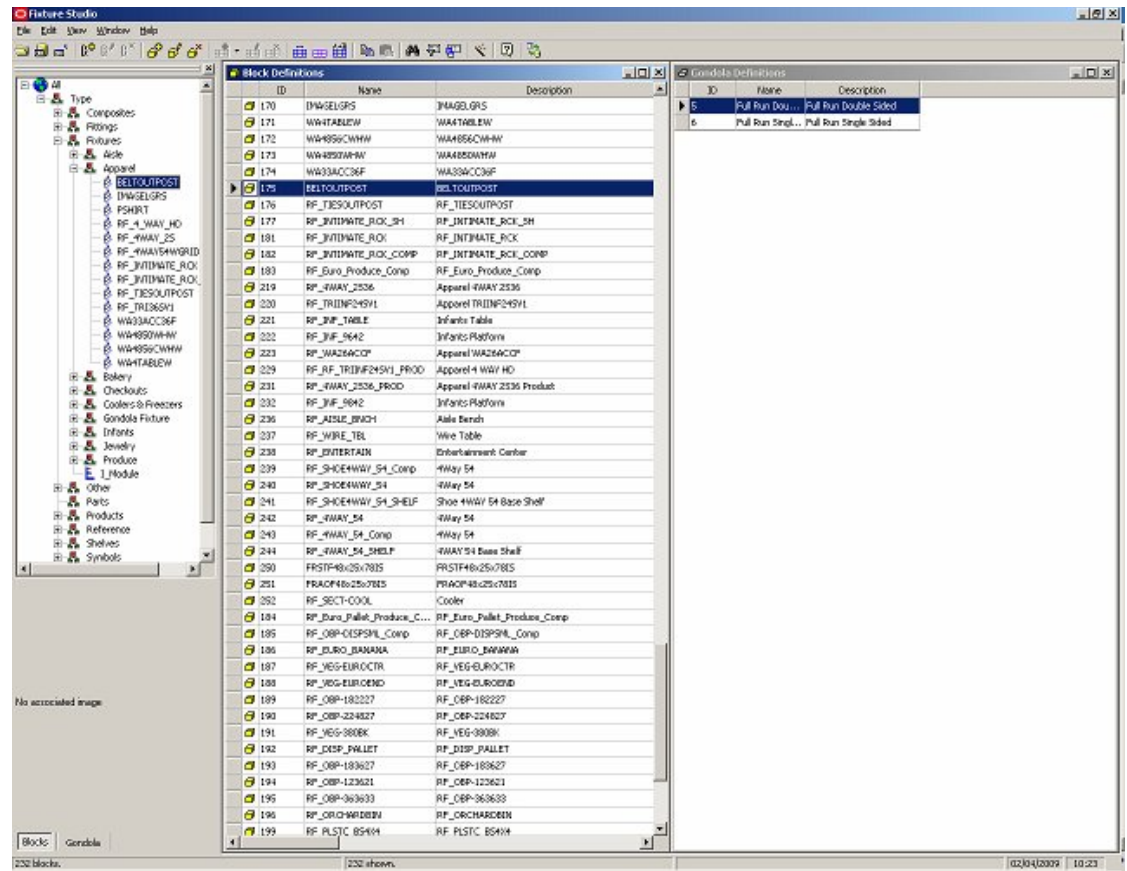 Fixture Studio
File Edit View Window Help
All
Type
Composites
Fittings
Fixtures
Aisle
Apparel
BELTOUTPOST
IMAGELGRS
PSHIRT
RF_4_WAY_HD
RF_4WAY_2S
RF_4WAY54WGRID
RF_INTIMATE_RCK
RF_INTIMATE_RCK_
RF_TIESOUTPOST
RF_TRI36SV1
WA33ACC36F
WA4850WHW
WA4856CWHW
WA4TABLEW
Bakery
Checkouts
Coolers & Freezers
Gondola Fixture
Infants
Jewelry
Produce
I_Module
Other
Parts
Products
Reference
Shelves
Symbols
No associated image
Blocks Gondola
Block Definitions
ID Name Description
170 IMAGELGRS IMAGELGRS
171 WA4TABLEW WA4TABLEW
172 WA4856CWHW WA4856CWHW
173 WA4850WHW WA4850WHW
174 WA33ACC36F WA33ACC36F
175 BELTOUTPOST BELTOUTPOST
176 RF_TIESOUTPOST RF_TIESOUTPOST
177 RF_INTIMATE_RCK_SH RF_INTIMATE_RCK_SH
181 RF_INTIMATE_RCK RF_INTIMATE_RCK
182 RF_INTIMATE_RCK_COMP RF_INTIMATE_RCK_COMP
183 RF_Euro_Produce_Comp RF_Euro_Produce_Comp
219 RF_4WAY_2S36 Apparel 4WAY 2S36
220 RF_TRIINF24SV1 Apparel TRIINF24SV1
221 RF_INF_TABLE Infants Table
222 RF_INF_9642 Infants Platform
223 RF_WA26ACCF Apparel WA26ACCF
229 RF_RF_TRIINF24SV1_PROD Apparel 4 WAY HD
231 RF_4WAY_2S36_PROD Apparel 4WAY 2S36 Product
232 RF_INF_9842 Infants Platform
236 RF_AISLE_BNCH Aisle Bench
237 RF_WIRE_TBL Wire Table
238 RF_ENTERTAIN Entertainment Center
239 RF_SHOE4WAY_54_Comp 4Way 54
240 RF_SHOE4WAY_54 4Way 54
241 RF_SHOE4WAY_54_SHELF Shoe 4WAY 54 Base Shelf
242 RF_4WAY_54 4Way 54
243 RF_4WAY_54_Comp 4Way 54
244 RF_4WAY_54_SHELF 4WAY 54 Base Shelf
250 FRSTF48x25x78IS FRSTF48x25x78IS
251 FRAOF48x25x78IS FRAOF48x25x78IS
252 RF_SECT-COOL Cooler
184 RF_Euro_Pallet_Produce_C... RF_Euro_Pallet_Produce_Comp
185 RF_OBP-DISPSML_Comp RF_OBP-DISPSML_Comp
186 RF_EURO_BANANA RF_EURO_BANANA
187 RF_VEG-EUROCTR RF_VEG-EUROCTR
188 RF_VEG-EUROEND RF_VEG-EUROEND
189 RF_OBP-182227 RF_OBP-182227
190 RF_OBP-224827 RF_OBP-224827
191 RF_VEG-380BK RF_VEG-380BK
192 RF_DISP_PALLET RF_DISP_PALLET
193 RF_OBP-183627 RF_OBP-183627
194 RF_OBP-123621 RF_OBP-123621
195 RF_OBP-363633 RF_OBP-363633
196 RF_ORCHARDBIN RF_ORCHARDBIN
199 RF_PLSTC_BS4X4 RF_PLSTC_BS4X4
Gondola Definitions
ID Name Description
5 Full Run Dou... Full Run Double Sided
6 Full Run Singl... Full Run Single Sided
232 blocks. 232 shown. 02/04/2009 10:23